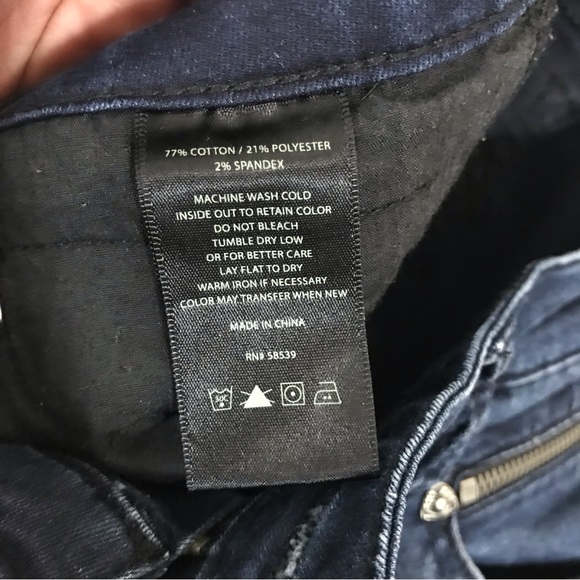 77% COTTON / 21% POLYESTER
2% SPANDEX
MACHINE WASH COLD
INSIDE OUT TO RETAIN COLOR
DO NOT BLEACH
TUMBLE DRY LOW
OR FOR BETTER CARE
LAY FLAT TO DRY
WARM IRON IF NECESSARY
COLOR MAY TRANSFER WHEN NEW
MADE IN CHINA
RN# 58539
30C